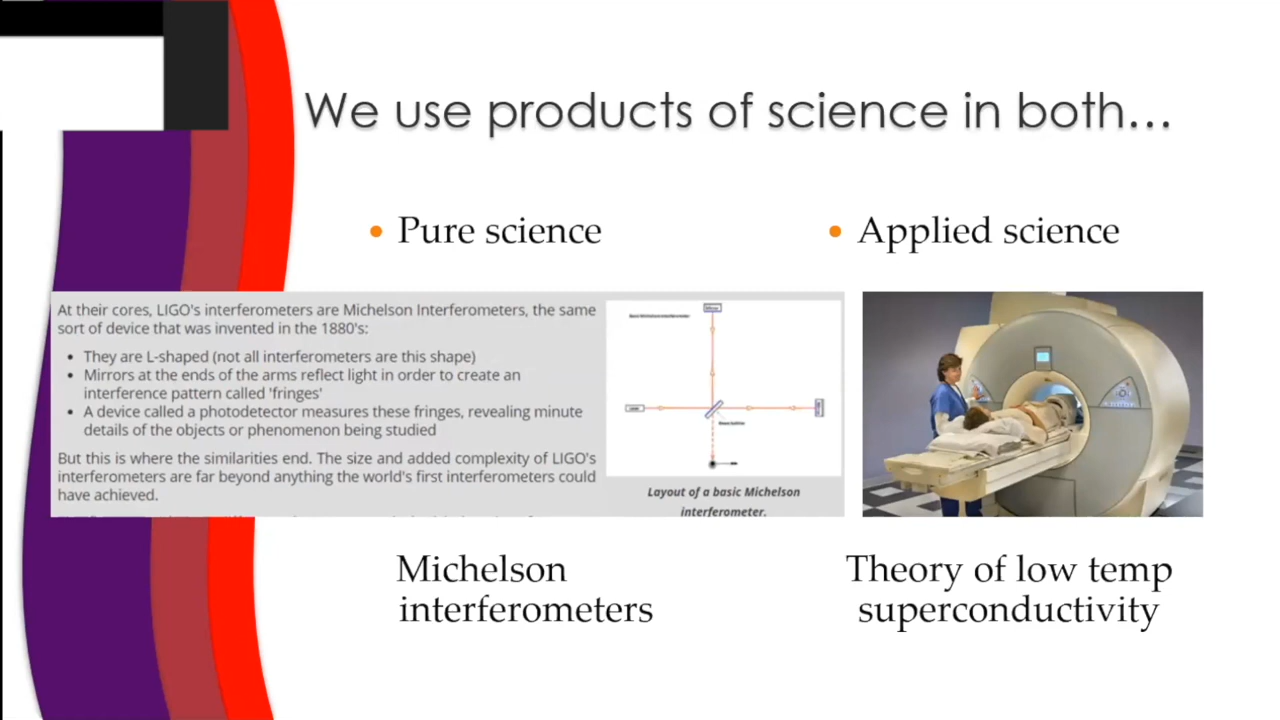 We use products of science in both...
• Pure science
• Applied science
At their cores, LIGO's interferometers are Michelson Interferometers, the same
sort of device that was invented in the 1880's:
• They are L-shaped (not all interferometers are this shape)
• Mirrors at the ends of the arms reflect light in order to create an
interference pattern called 'fringes'
• A device called a photodetector measures these fringes, revealing minute
details of the objects or phenomenon being studied
But this is where the similarities end. The size and added complexity of LIGO's
interferometers are far beyond anything the world's first interferometers could
have achieved.
Layout of a basic Michelson
interferometer.
Michelson
interferometers
Theory of low temp
superconductivity